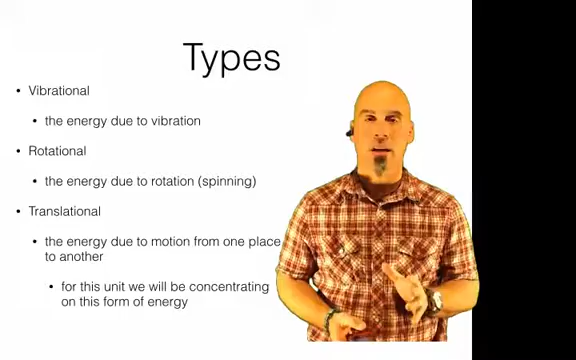 Types
• Vibrational
• the energy due to vibration
• Rotational
• the energy due to rotation (spinning)
• Translational
• the energy due to motion from one place
to another
• for this unit we will be concentrating
on this form of energy